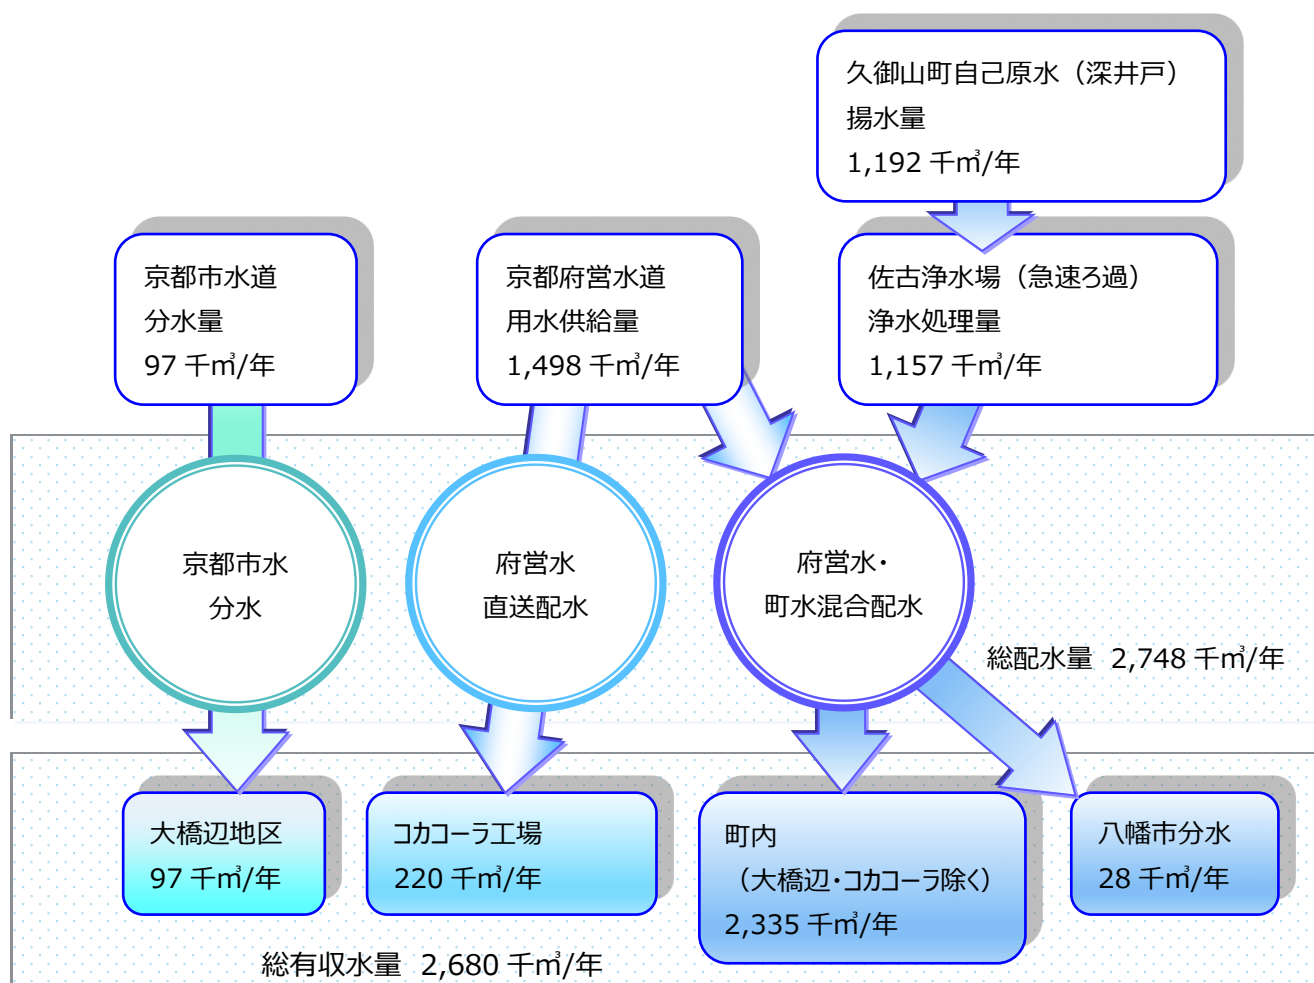 久御山町自己原水（深井戸）
揚水量
1,192 千㎥/年
京都市水道
分水量
97 千㎥/年
京都府営水道
用水供給量
1,498 千㎥/年
佐古浄水場（急速ろ過）
浄水処理量
1,157 千㎥/年
京都市水
分水
府営水
直送配水
府営水・
町水混合配水
総配水量 2,748 千㎥/年
大橋辺地区
97 千㎥/年
コカコーラ工場
220 千㎥/年
町内
（大橋辺・コカコーラ除く）
2,335 千㎥/年
八幡市分水
28 千㎥/年
総有収水量 2,680 千㎥/年